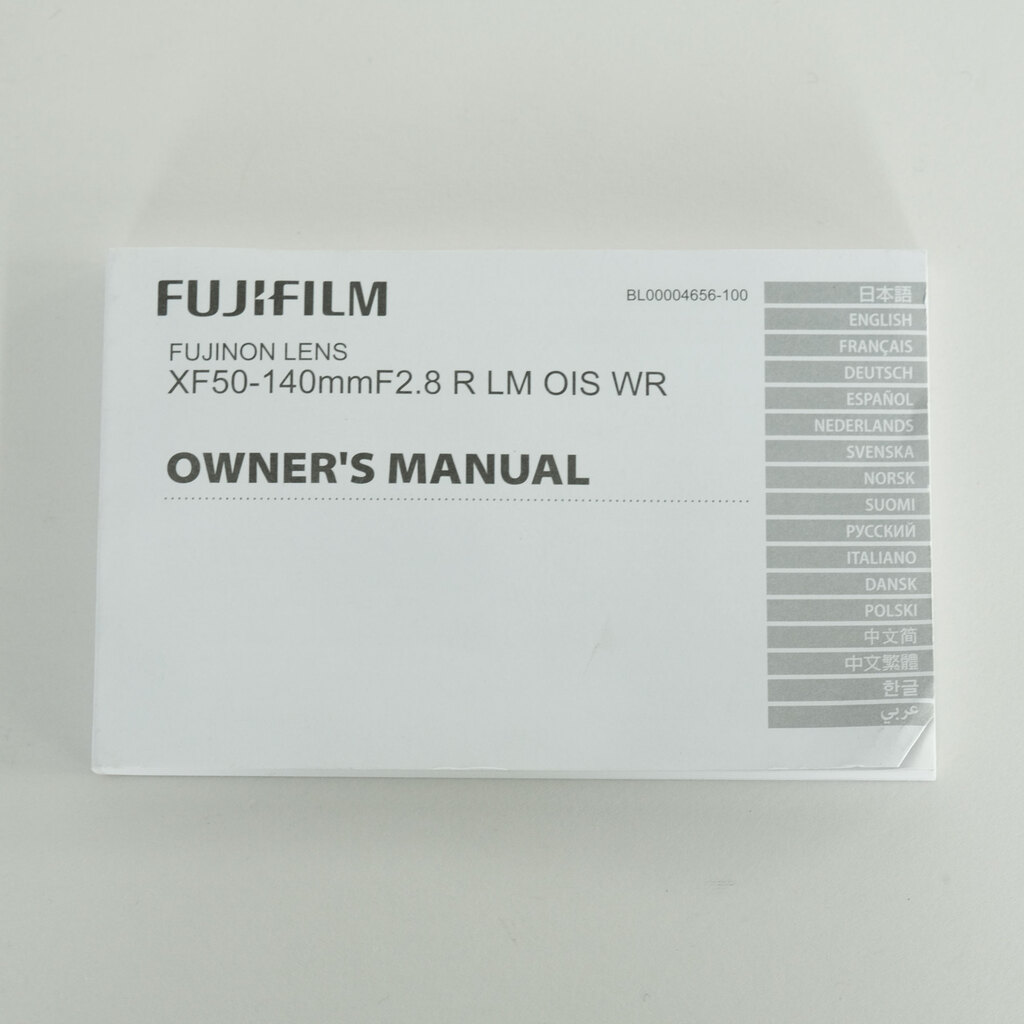 FUJIFILM
BL00004656-100
FUJINON LENS
XF50-140mmF2.8 R LM OIS WR
OWNER'S MANUAL
日本語
ENGLISH
FRANÇAIS
DEUTSCH
ESPAÑOL
NEDERLANDS
SVENSKA
NORSK
SUOMI
РУССКИЙ
ITALIANO
DANSK
POLSKI
中文简
中文繁體
한글
عربي